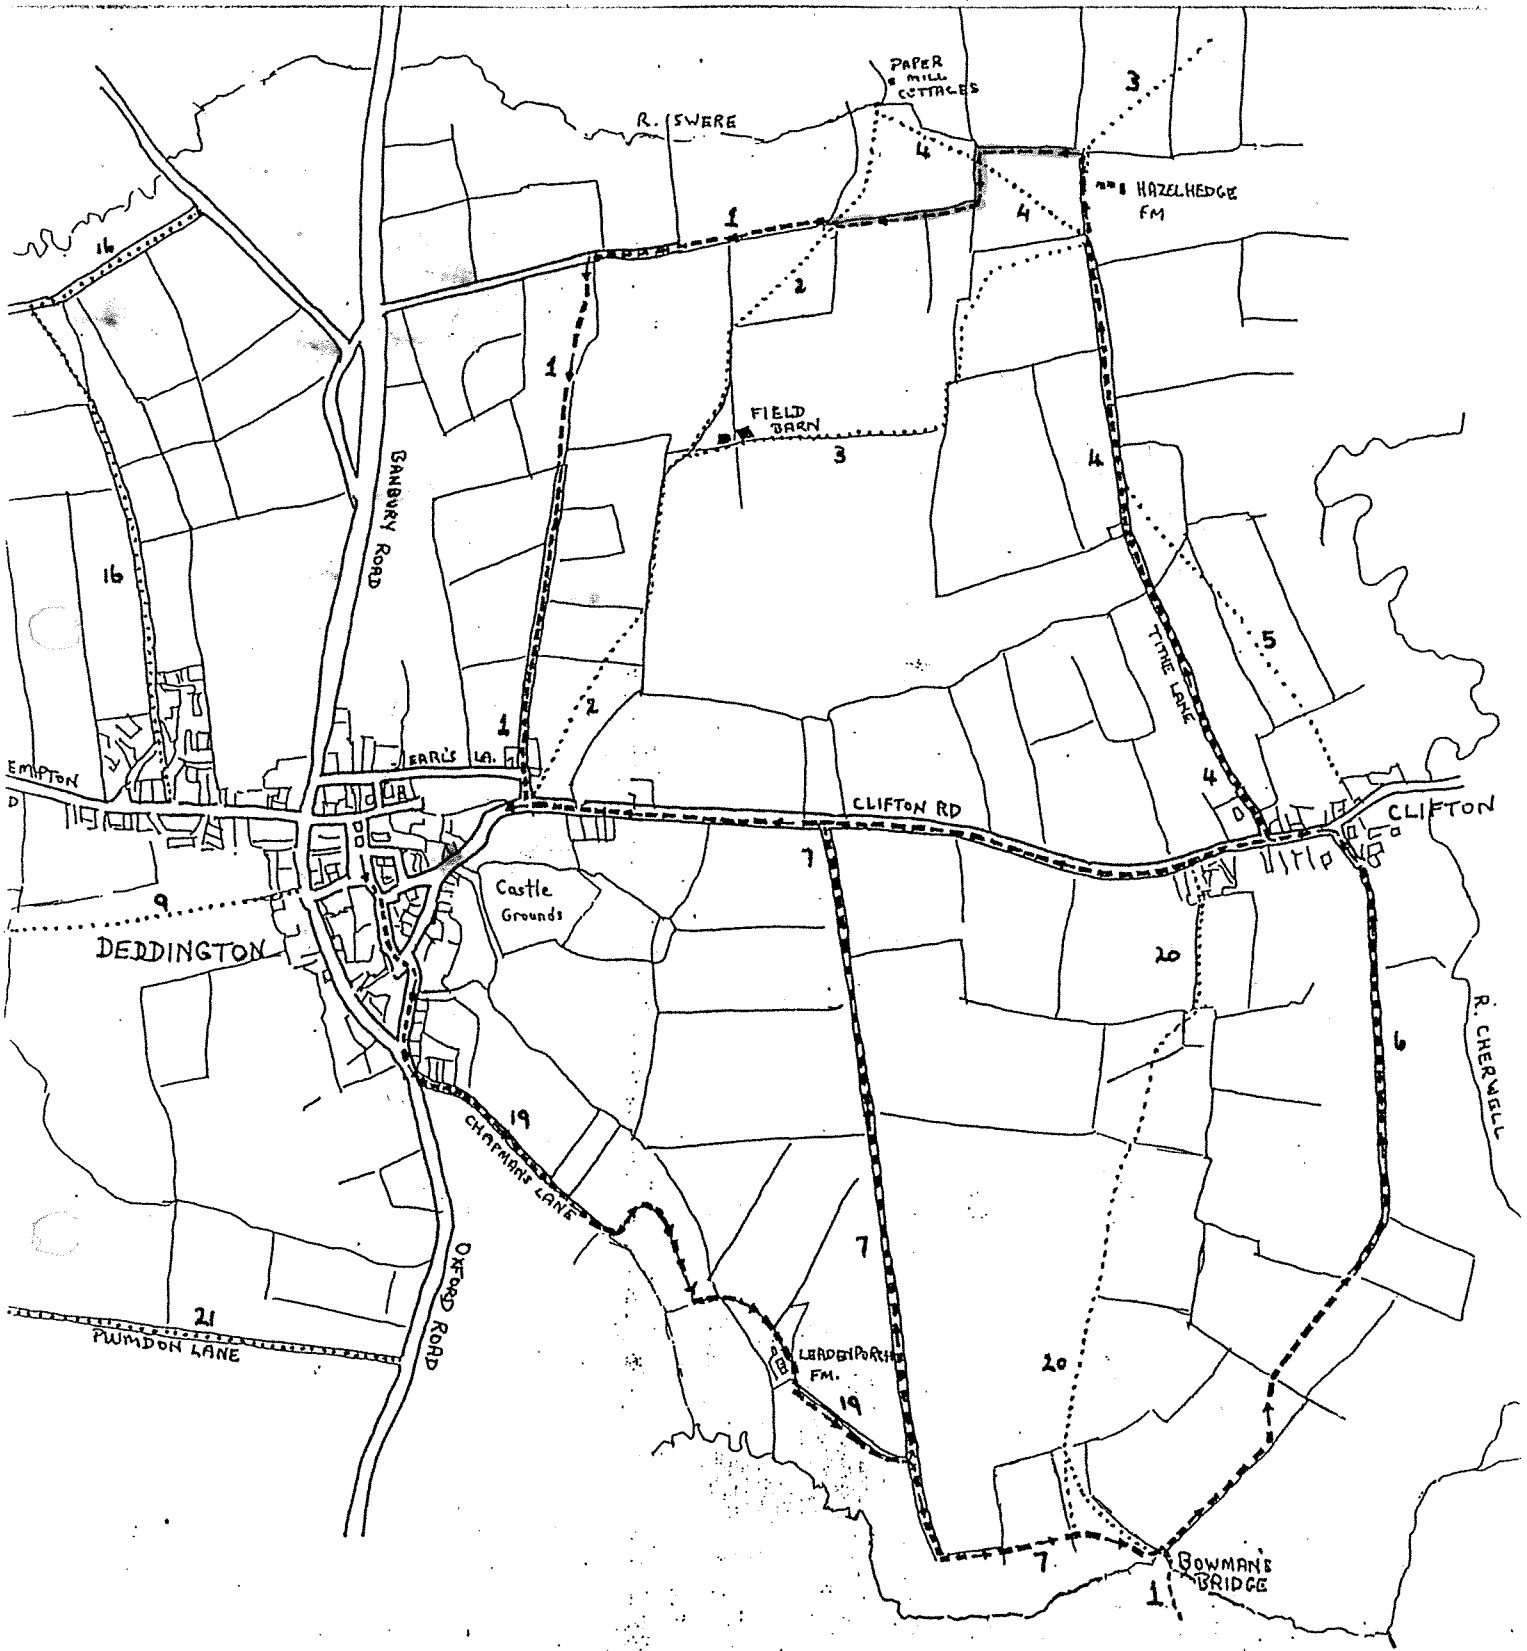 PAPER
MILL
COTTAGES
3
R. SWERE
4
HAZELHEDGE
FM
4
1
16
2
1
FIELD
BARN
3
4
BANBURY ROAD
16
5
TITHE LANE
2
1
EARL'S LA.
4
EMPTON
D
CLIFTON RD
CLIFTON
7
Castle
Grounds
9
DEDDINGTON
20
R. CHERWELL
6
19
CHAPMANS LANE
7
OXFORD ROAD
21
PLUMDON LANE
LEADENPORCH
FM.
20
19
7
BOWMAN'S
BRIDGE
1